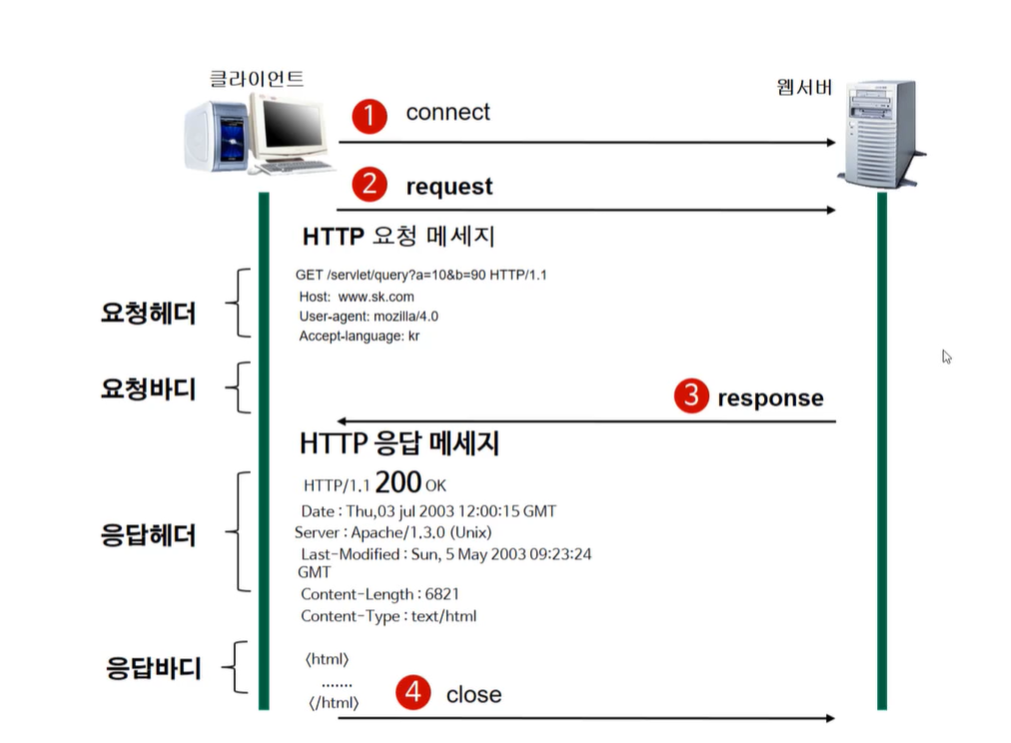 클라이언트
웹서버
1 connect
2 request
HTTP 요청 메세지
요청헤더
GET /servlet/query?a=10&b=90 HTTP/1.1
Host: www.sk.com
User-agent: mozilla/4.0
Accept-language: kr
요청바디
3 response
HTTP 응답 메세지
응답헤더
HTTP/1.1 200 OK
Date : Thu,03 jul 2003 12:00:15 GMT
Server : Apache/1.3.0 (Unix)
Last-Modified : Sun, 5 May 2003 09:23:24
GMT
Content-Length : 6821
Content-Type : text/html
응답바디
<html>
.......
</html>
4 close